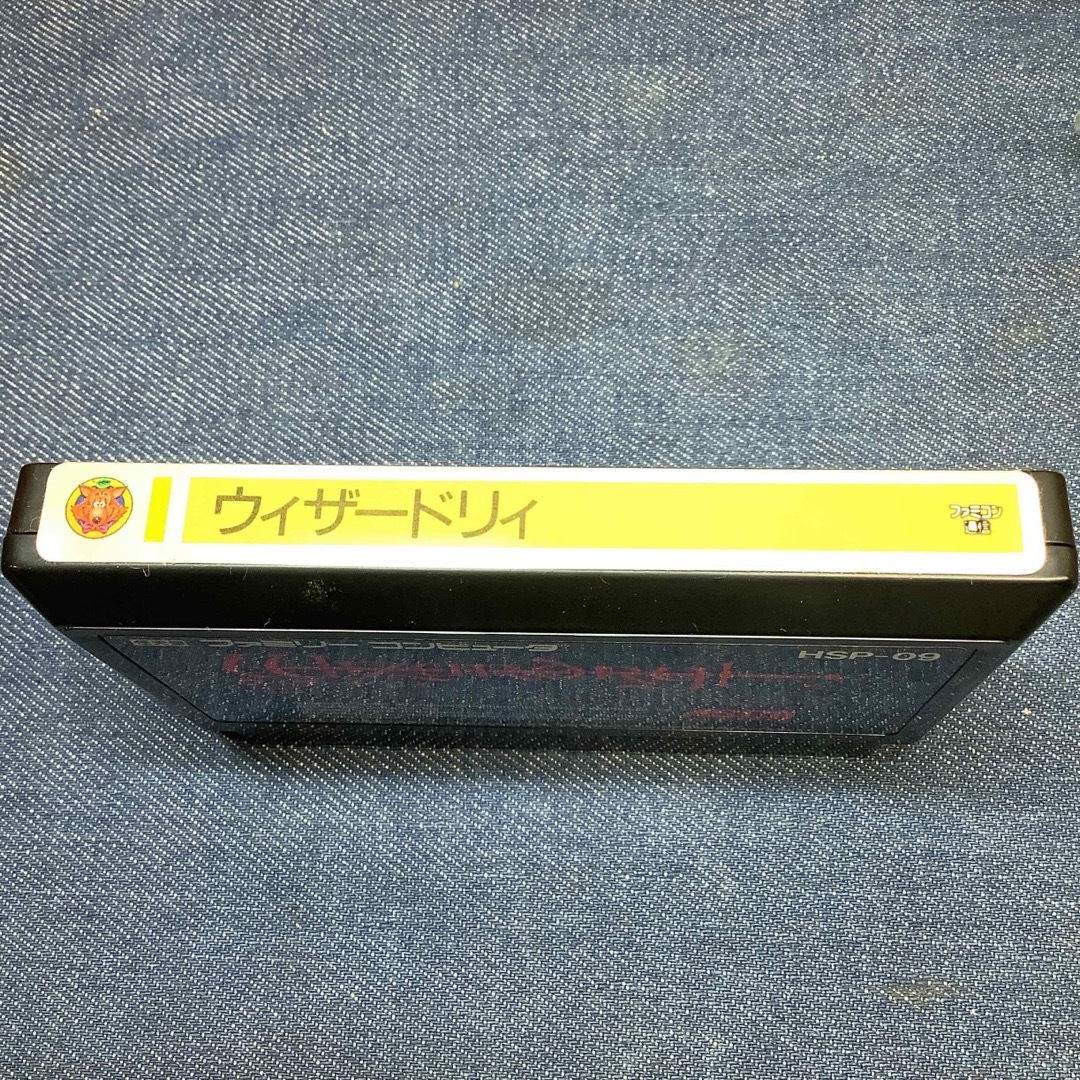 ウィザードリィ
ファミコン
通信
ファミリー コンピュータ
HSP-09
Wizardry